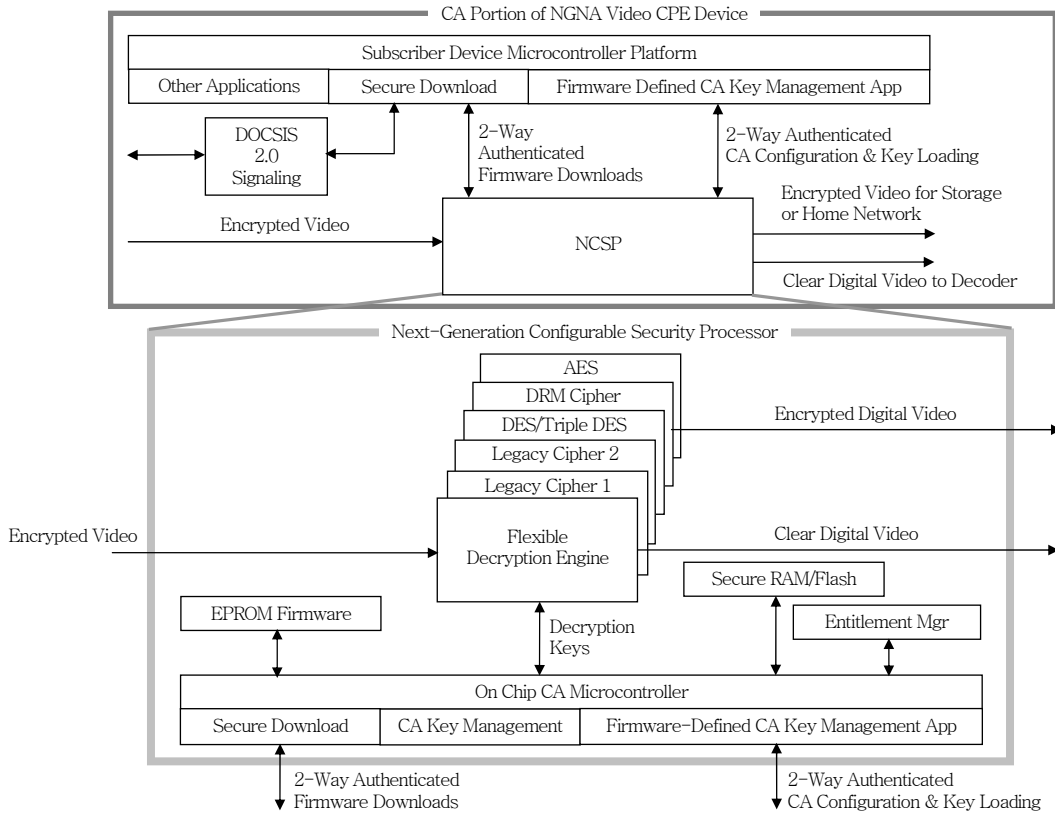 CA Portion of NGNA Video CPE Device
Subscriber Device Microcontroller Platform
Other Applications
Secure Download
Firmware Defined CA Key Management App
DOCSIS
2.0
Signaling
2-Way
Authenticated
Firmware Downloads
2-Way Authenticated
CA Configuration & Key Loading
Encrypted Video
NCSP
Encrypted Video for Storage
or Home Network
Clear Digital Video to Decoder
Next-Generation Configurable Security Processor
AES
DRM Cipher
DES/Triple DES
Legacy Cipher 2
Legacy Cipher 1
Flexible
Decryption Engine
Encrypted Digital Video
Encrypted Video
Clear Digital Video
EPROM Firmware
Decryption
Keys
Secure RAM/Flash
Entitlement Mgr
On Chip CA Microcontroller
Secure Download
CA Key Management
Firmware-Defined CA Key Management App
2-Way Authenticated
Firmware Downloads
2-Way Authenticated
CA Configuration & Key Loading